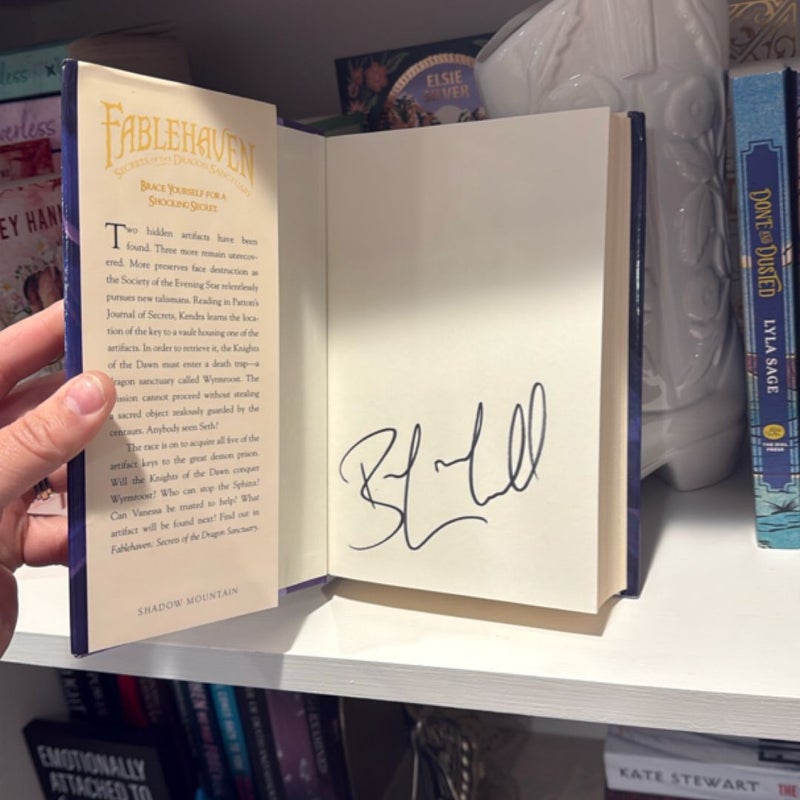 FABLEHAVEN
SECRETS OF THE DRAGON SANCTUARY
BRACE YOURSELF FOR A
SHOCKING SECRET.
Two hidden artifacts have been
found. Three more remain unrecov-
ered. More preserves face destruction as
the Society of the Evening Star relentlessly
pursues new talismans. Reading in Patton's
Journal of Secrets, Kendra learns the loca-
tion of the key to a vault housing one of the
artifacts. In order to retrieve it, the Knights
of the Dawn must enter a death trap—a
dragon sanctuary called Wyrmroost. The
mission cannot proceed without stealing
a sacred object zealously guarded by the
centaurs. Anybody seen Seth?
The race is on to acquire all five of the
artifact keys to the great demon prison.
Will the Knights of the Dawn conquer
Wyrmroost? Who can stop the Sphinx?
Can Vanessa be trusted to help? What
artifact will be found next? Find out in
Fablehaven: Secrets of the Dragon Sanctuary.
SHADOW MOUNTAIN
ELSIE
SILVER
DONE AND DUSTED
LYLA SAGE
THE DIAL
PRESS
EMOTIONALLY
ATTACHED TO
KATE STEWART
THE